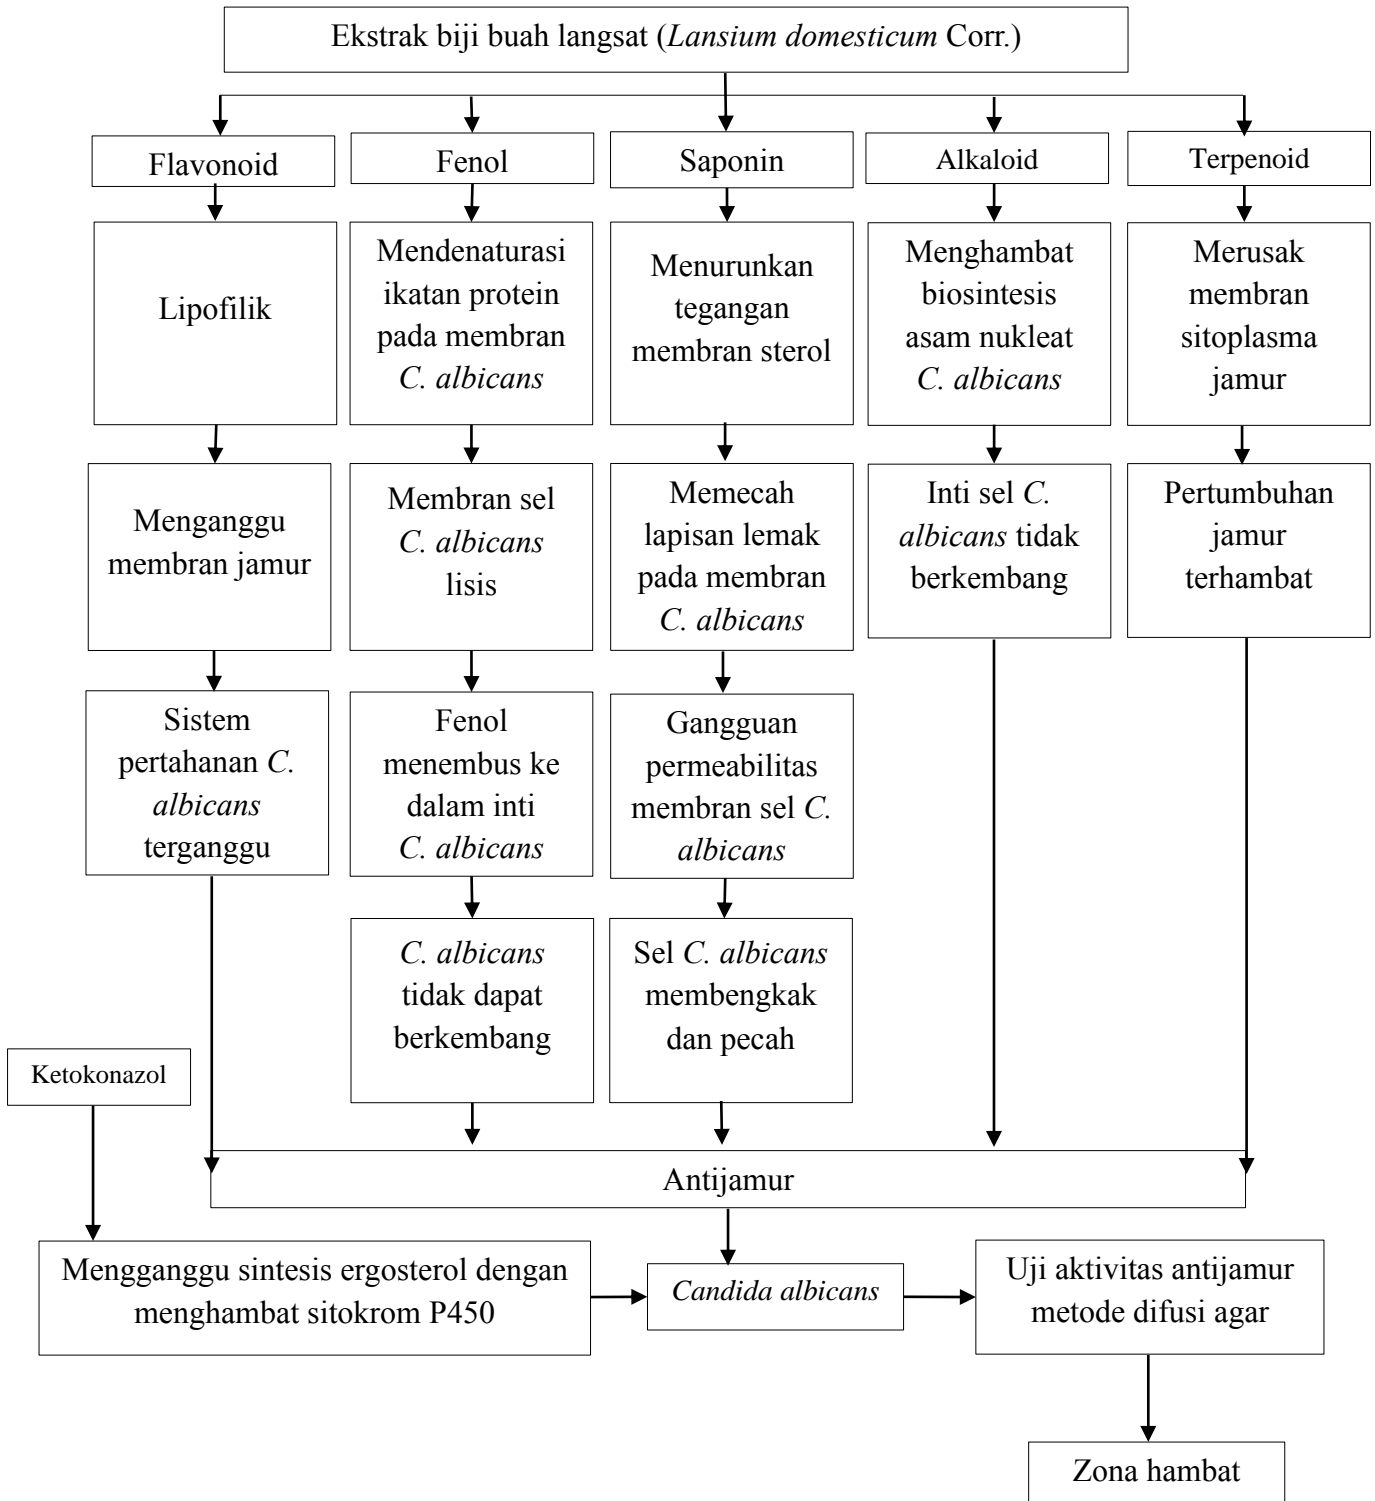 Ekstrak biji buah langsat (Lansium domesticum Corr.)
Flavonoid
Fenol
Saponin
Alkaloid
Terpenoid
Lipofilik
Mendenaturasi
ikatan protein
pada membran
C. albicans
Menurunkan
tegangan
membran sterol
Menghambat
biosintesis
asam nukleat
C. albicans
Merusak
membran
sitoplasma
jamur
Menganggu
membran jamur
Membran sel
C. albicans
lisis
Memecah
lapisan lemak
pada membran
C. albicans
Inti sel C.
albicans tidak
berkembang
Pertumbuhan
jamur
terhambat
Sistem
pertahanan C.
albicans
terganggu
Fenol
menembus ke
dalam inti
C. albicans
Gangguan
permeabilitas
membran sel C.
albicans
C. albicans
tidak dapat
berkembang
Sel C. albicans
membengkak
dan pecah
Ketokonazol
Antijamur
Mengganggu sintesis ergosterol dengan
menghambat sitokrom P450
Candida albicans
Uji aktivitas antijamur
metode difusi agar
Zona hambat